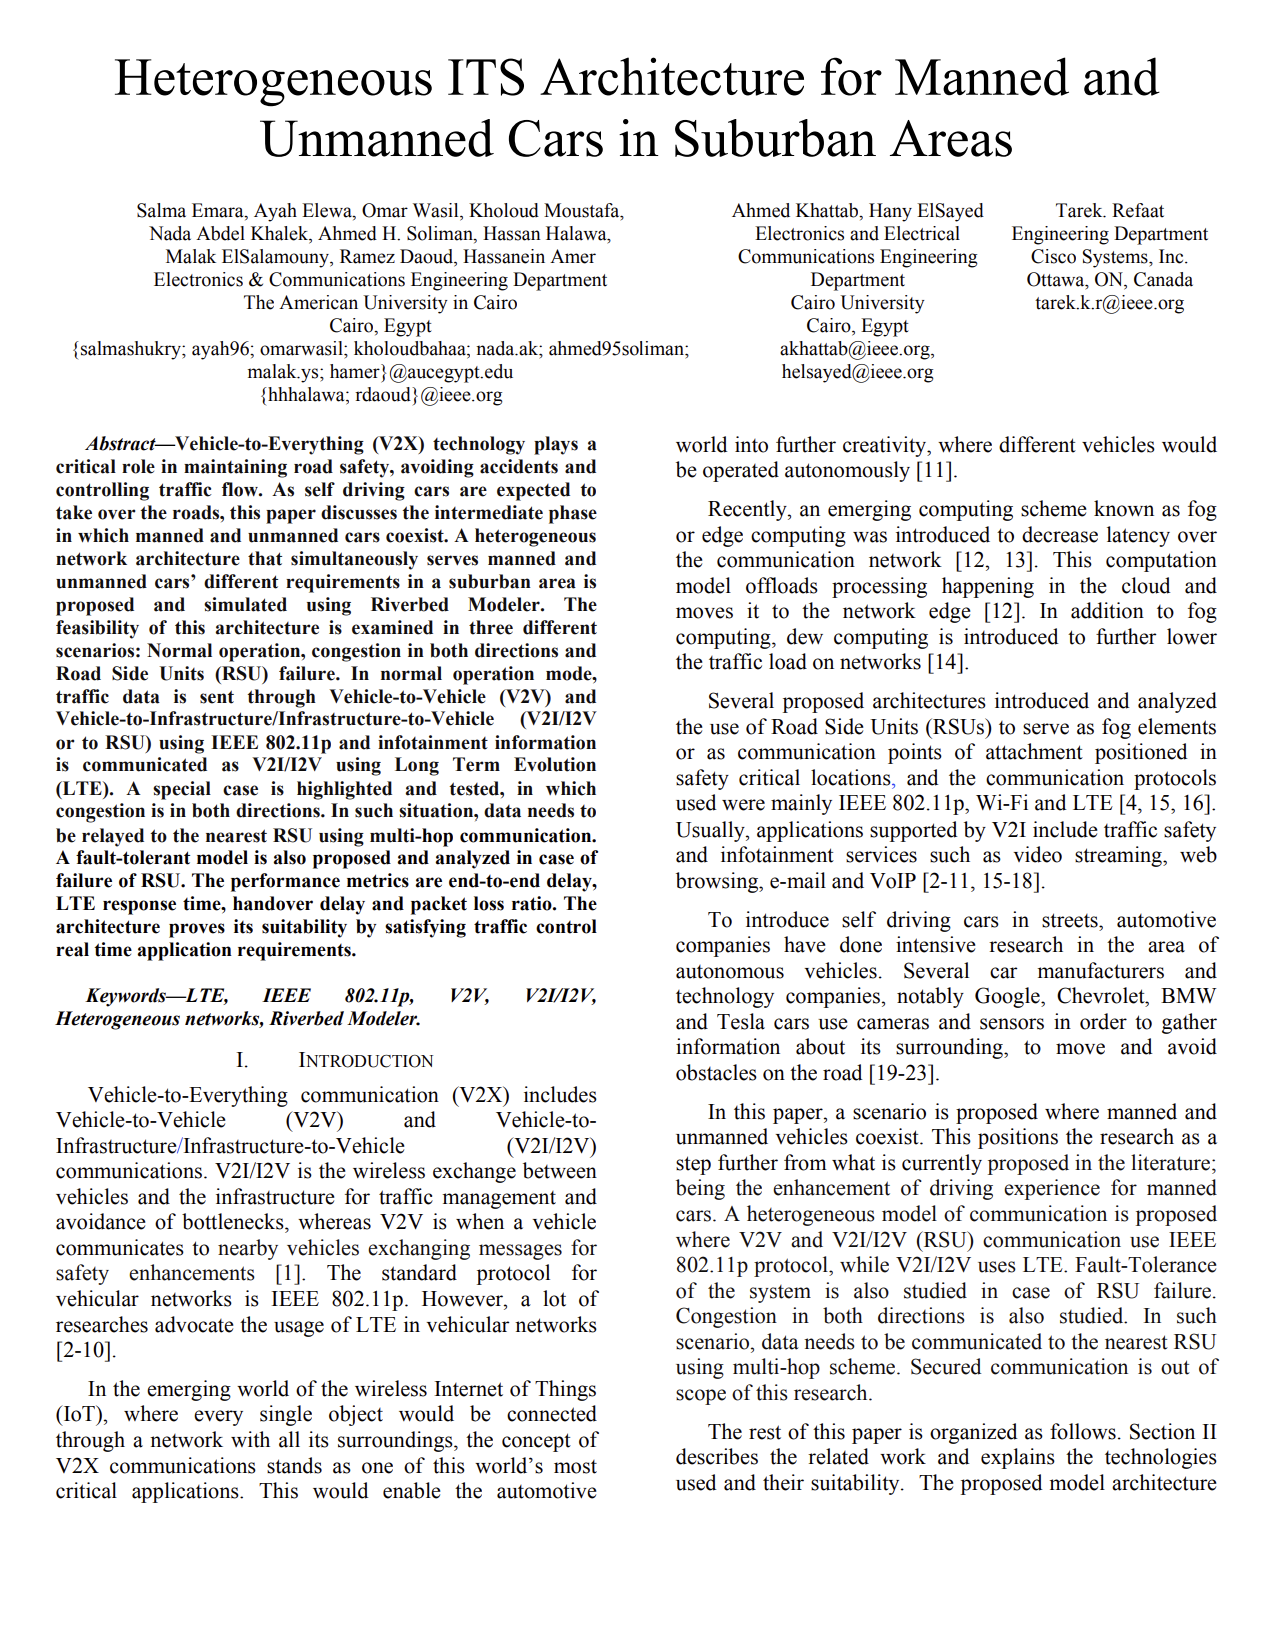 Heterogeneous ITS Architecture for Manned and
Unmanned Cars in Suburban Areas
Salma Emara, Ayah Elewa, Omar Wasil, Kholoud Moustafa,
Nada Abdel Khalek, Ahmed H. Soliman, Hassan Halawa,
Malak ElSalamouny, Ramez Daoud, Hassanein Amer
Electronics & Communications Engineering Department
The American University in Cairo
Cairo, Egypt
{salmashukry; ayah96; omarwasil; kholoudbahaa; nada.ak; ahmed95soliman;
malak.ys; hamer}@aucegypt.edu
{hhhalawa; rdaoud}@ieee.org
Ahmed Khattab, Hany ElSayed
Electronics and Electrical
Communications Engineering
Department
Cairo University
Cairo, Egypt
akhattab@ieee.org,
helsayed@ieee.org
Tarek. Refaat
Engineering Department
Cisco Systems, Inc.
Ottawa, ON, Canada
tarek.k.r@ieee.org
Abstract—Vehicle-to-Everything (V2X) technology plays a
critical role in maintaining road safety, avoiding accidents and
controlling traffic flow. As self driving cars are expected to
take over the roads, this paper discusses the intermediate phase
in which manned and unmanned cars coexist. A heterogeneous
network architecture that simultaneously serves manned and
unmanned cars’ different requirements in a suburban area is
proposed and simulated using Riverbed Modeler. The
feasibility of this architecture is examined in three different
scenarios: Normal operation, congestion in both directions and
Road Side Units (RSU) failure. In normal operation mode,
traffic data is sent through Vehicle-to-Vehicle (V2V) and
Vehicle-to-Infrastructure/Infrastructure-to-Vehicle (V2I/I2V
or to RSU) using IEEE 802.11p and infotainment information
is communicated as V2I/I2V using Long Term Evolution
(LTE). A special case is highlighted and tested, in which
congestion is in both directions. In such situation, data needs to
be relayed to the nearest RSU using multi-hop communication.
A fault-tolerant model is also proposed and analyzed in case of
failure of RSU. The performance metrics are end-to-end delay,
LTE response time, handover delay and packet loss ratio. The
architecture proves its suitability by satisfying traffic control
real time application requirements.
Keywords—LTE, IEEE 802.11p, V2V, V2I/I2V,
Heterogeneous networks, Riverbed Modeler.
I. INTRODUCTION
Vehicle-to-Everything communication (V2X) includes
Vehicle-to-Vehicle (V2V) and Vehicle-to-
Infrastructure/Infrastructure-to-Vehicle (V2I/I2V)
communications. V2I/I2V is the wireless exchange between
vehicles and the infrastructure for traffic management and
avoidance of bottlenecks, whereas V2V is when a vehicle
communicates to nearby vehicles exchanging messages for
safety enhancements [1]. The standard protocol for
vehicular networks is IEEE 802.11p. However, a lot of
researches advocate the usage of LTE in vehicular networks
[2-10].
In the emerging world of the wireless Internet of Things
(IoT), where every single object would be connected
through a network with all its surroundings, the concept of
V2X communications stands as one of this world’s most
critical applications. This would enable the automotive
world into further creativity, where different vehicles would
be operated autonomously [11].
Recently, an emerging computing scheme known as fog
or edge computing was introduced to decrease latency over
the communication network [12, 13]. This computation
model offloads processing happening in the cloud and
moves it to the network edge [12]. In addition to fog
computing, dew computing is introduced to further lower
the traffic load on networks [14].
Several proposed architectures introduced and analyzed
the use of Road Side Units (RSUs) to serve as fog elements
or as communication points of attachment positioned in
safety critical locations, and the communication protocols
used were mainly IEEE 802.11p, Wi-Fi and LTE [4, 15, 16].
Usually, applications supported by V2I include traffic safety
and infotainment services such as video streaming, web
browsing, e-mail and VoIP [2-11, 15-18].
To introduce self driving cars in streets, automotive
companies have done intensive research in the area of
autonomous vehicles. Several car manufacturers and
technology companies, notably Google, Chevrolet, BMW
and Tesla cars use cameras and sensors in order to gather
information about its surrounding, to move and avoid
obstacles on the road [19-23].
In this paper, a scenario is proposed where manned and
unmanned vehicles coexist. This positions the research as a
step further from what is currently proposed in the literature;
being the enhancement of driving experience for manned
cars. A heterogeneous model of communication is proposed
where V2V and V2I/I2V (RSU) communication use IEEE
802.11p protocol, while V2I/I2V uses LTE. Fault-Tolerance
of the system is also studied in case of RSU failure.
Congestion in both directions is also studied. In such
scenario, data needs to be communicated to the nearest RSU
using multi-hop scheme. Secured communication is out of
scope of this research.
The rest of this paper is organized as follows. Section II
describes the related work and explains the technologies
used and their suitability. The proposed model architecture